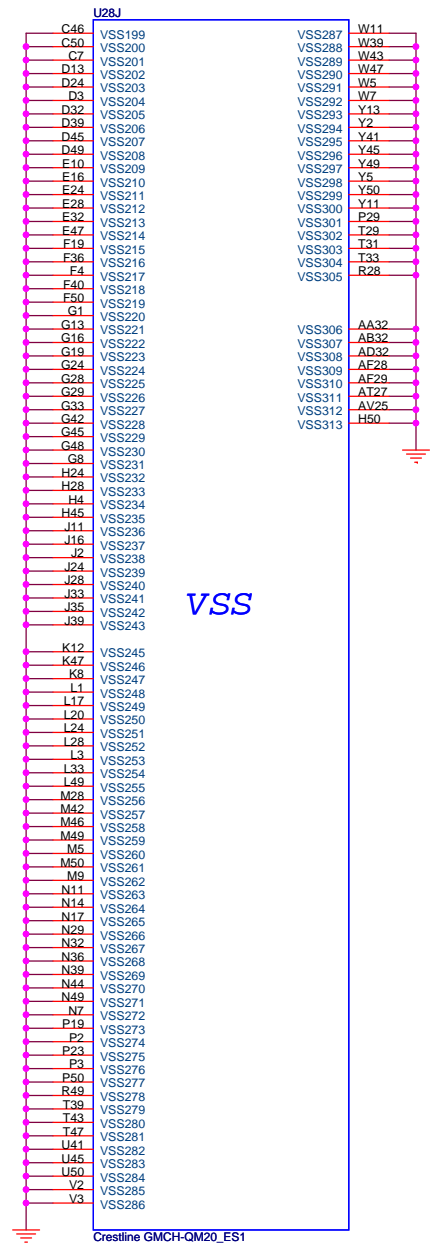 U28J
C46 VSS199 VSS287 W11
C50 VSS200 VSS288 W39
C7 VSS201 VSS289 W43
D13 VSS202 VSS290 W47
D24 VSS203 VSS291 W5
D3 VSS204 VSS292 W7
D32 VSS205 VSS293 Y13
D39 VSS206 VSS294 Y2
D45 VSS207 VSS295 Y41
D49 VSS208 VSS296 Y45
E10 VSS209 VSS297 Y49
E16 VSS210 VSS298 Y5
E24 VSS211 VSS299 Y50
E28 VSS212 VSS300 Y11
E32 VSS213 VSS301 P29
E47 VSS214 VSS302 T29
F19 VSS215 VSS303 T31
F36 VSS216 VSS304 T33
F4 VSS217 VSS305 R28
F40 VSS218
F50 VSS219
G1 VSS220
G13 VSS221 VSS306 AA32
G16 VSS222 VSS307 AB32
G19 VSS223 VSS308 AD32
G24 VSS224 VSS309 AF28
G28 VSS225 VSS310 AF29
G29 VSS226 VSS311 AT27
G33 VSS227 VSS312 AV25
G42 VSS228 VSS313 H50
G45 VSS229
G48 VSS230
G8 VSS231
H24 VSS232
H28 VSS233
H4 VSS234
H45 VSS235
J11 VSS236
J16 VSS237
J2 VSS238
J24 VSS239
J28 VSS240
J33 VSS241
J35 VSS242
J39 VSS243
VSS
K12 VSS245
K47 VSS246
K8 VSS247
L1 VSS248
L17 VSS249
L20 VSS250
L24 VSS251
L28 VSS252
L3 VSS253
L33 VSS254
L49 VSS255
M28 VSS256
M42 VSS257
M46 VSS258
M49 VSS259
M5 VSS260
M50 VSS261
M9 VSS262
N11 VSS263
N14 VSS264
N17 VSS265
N29 VSS266
N32 VSS267
N36 VSS268
N39 VSS269
N44 VSS270
N49 VSS271
N7 VSS272
P19 VSS273
P2 VSS274
P23 VSS275
P3 VSS276
P50 VSS277
R49 VSS278
T39 VSS279
T43 VSS280
T47 VSS281
U41 VSS282
U45 VSS283
U50 VSS284
V2 VSS285
V3 VSS286
Crestline GMCH-QM20_ES1